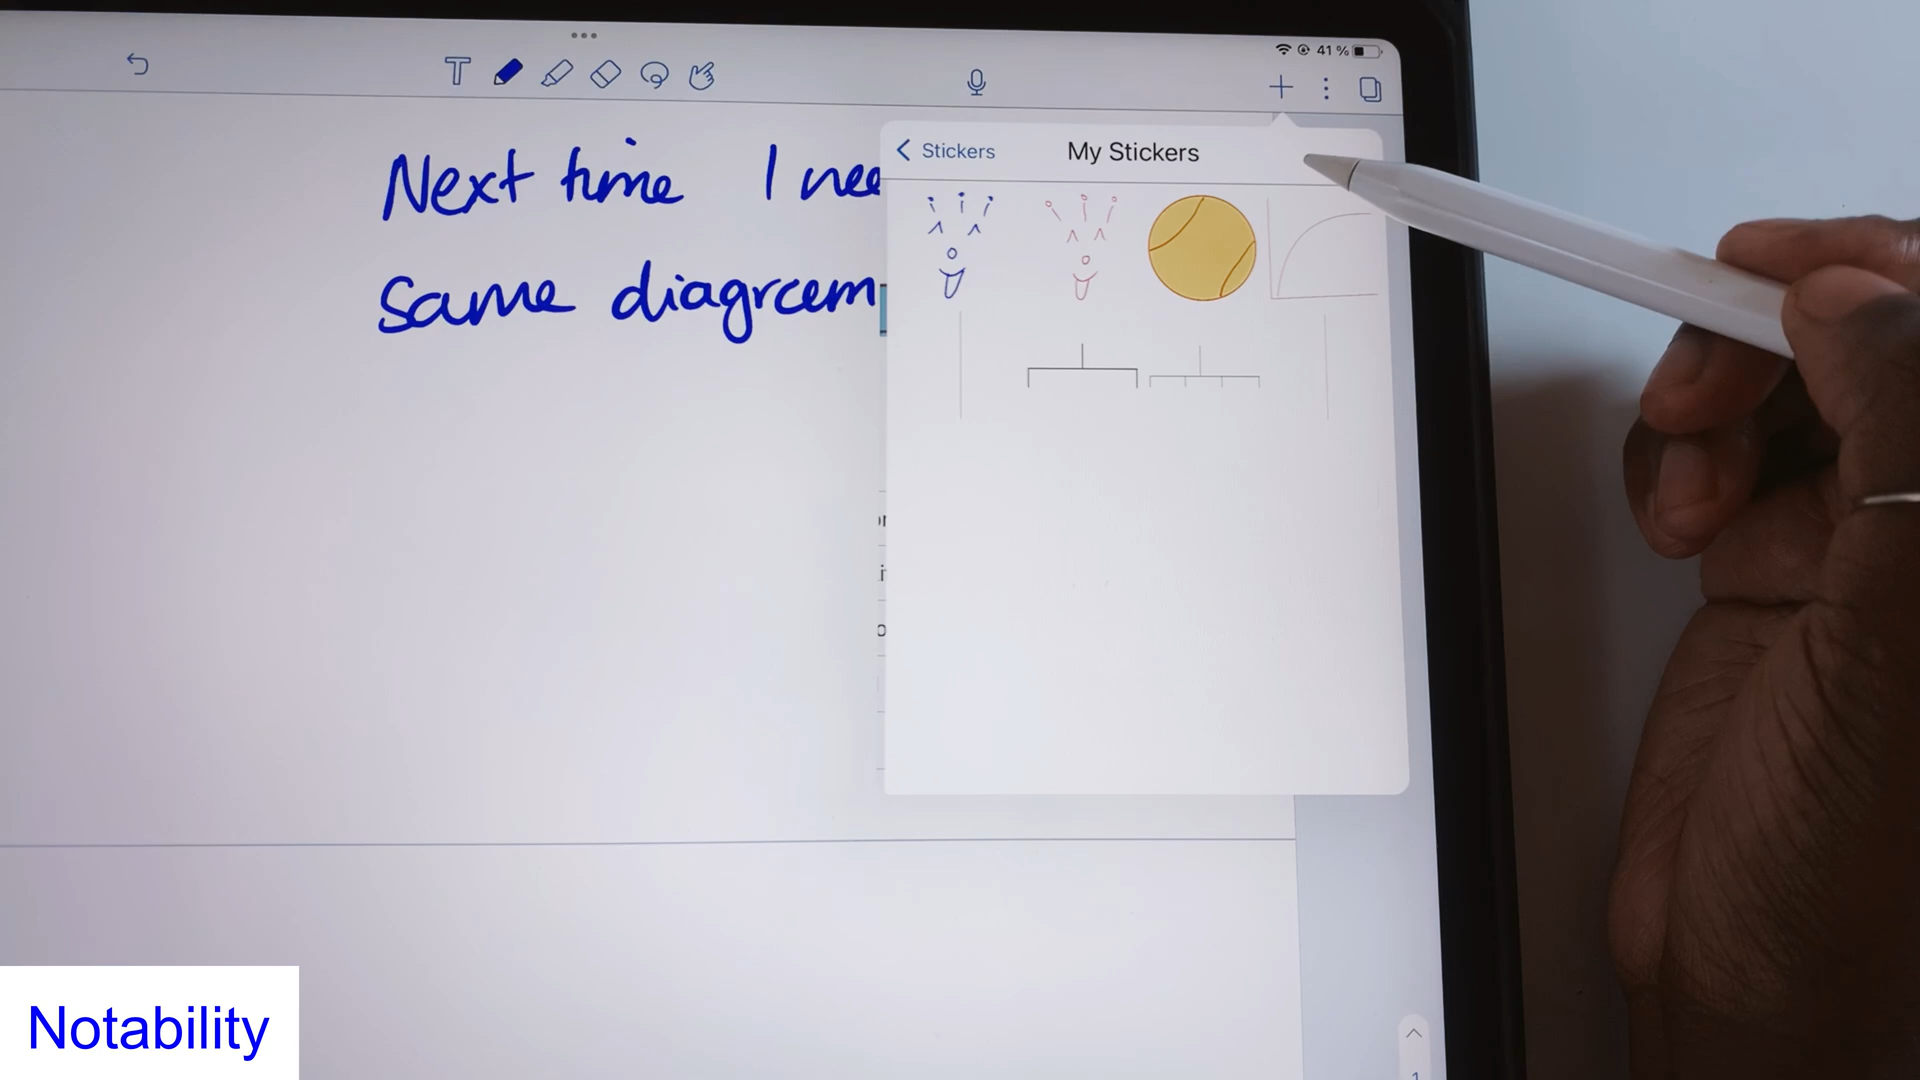 41 %
Stickers
My Stickers
Next time I nee
same diagram
Notability